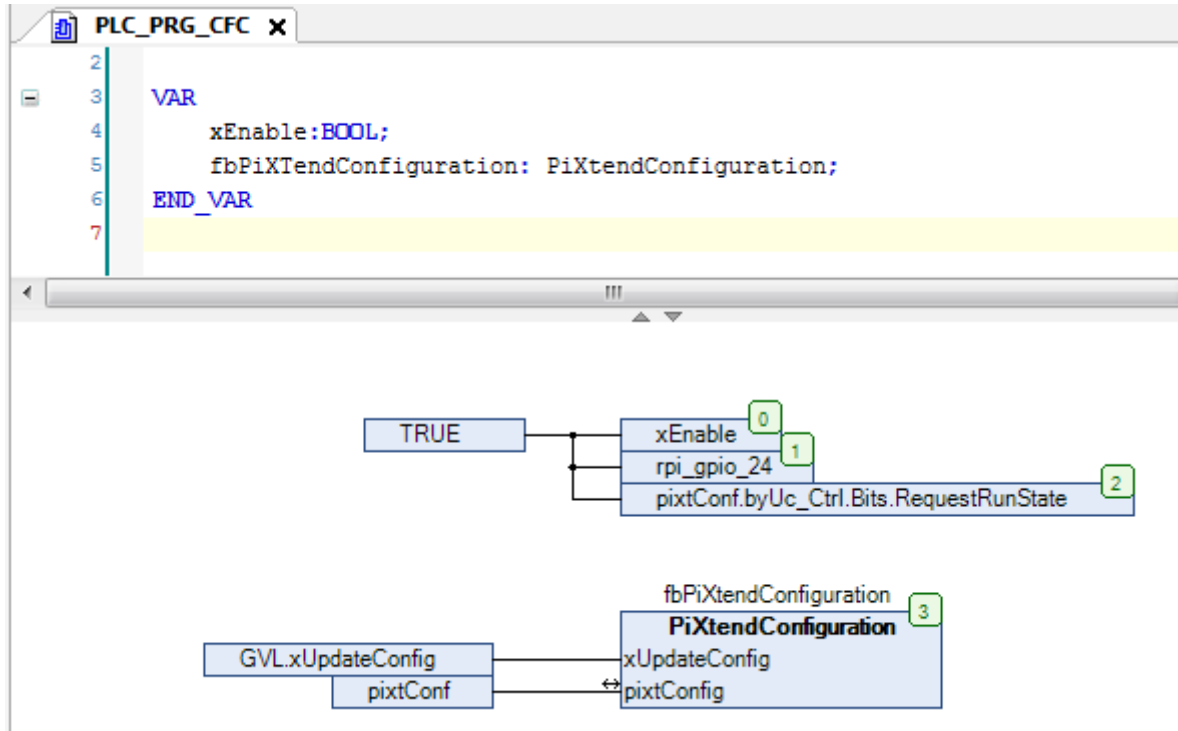 PLC_PRG_CFC X
2
3 VAR
4 xEnable:BOOL;
5 fbPiXTendConfiguration: PiXtendConfiguration;
6 END_VAR
7
TRUE
xEnable 0
rpi_gpio_24 1
pixtConf.byUc_Ctrl.Bits.RequestRunState 2
fbPiXtendConfiguration
PiXtendConfiguration 3
GVL.xUpdateConfig xUpdateConfig
pixtConf pixtConfig